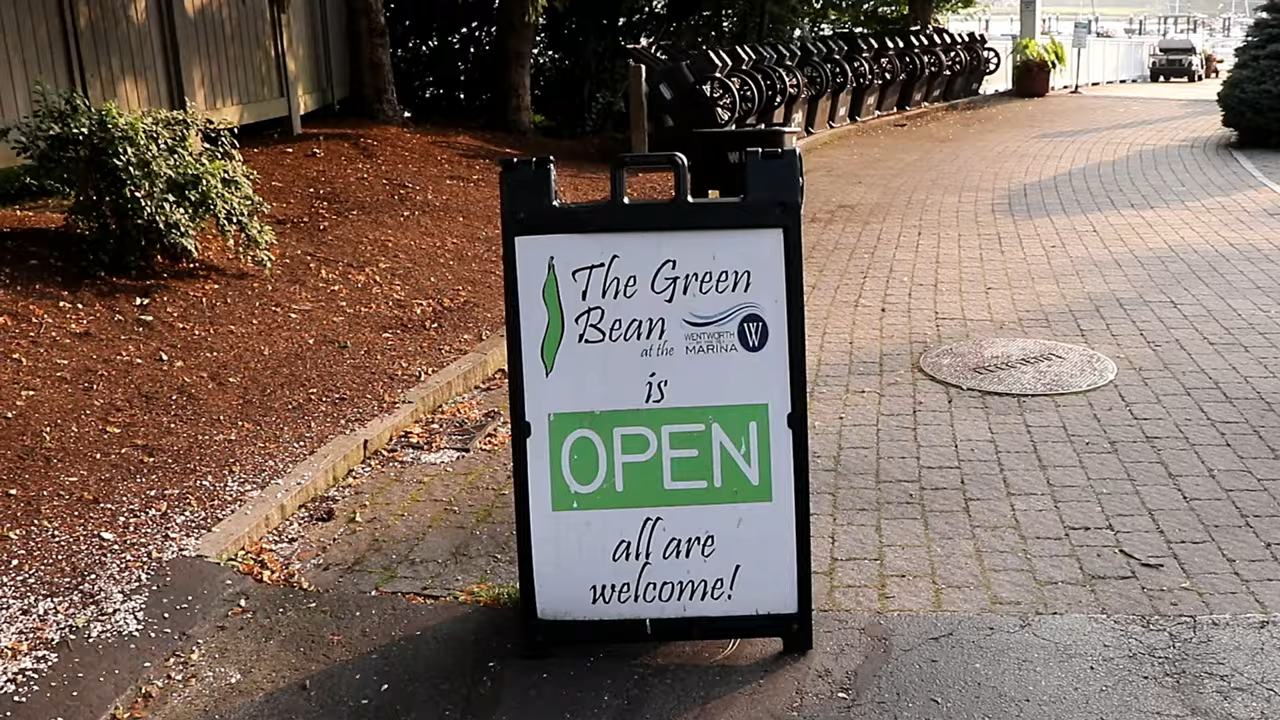 The Green
Bean
at the
WENTWORTH
MARINA
W
is
OPEN
all are
welcome!